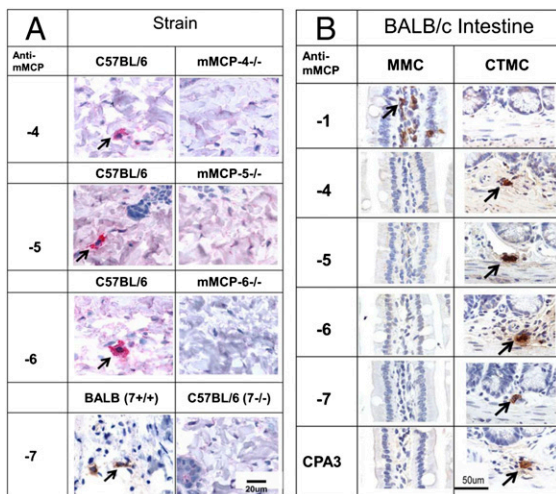 A
Strain
Anti-
mMCP
C57BL/6
mMCP-4-/-
-4
C57BL/6
mMCP-5-/-
-5
C57BL/6
mMCP-6-/-
-6
BALB (7+/+)
C57BL/6 (7-/-)
-7
20um
B
BALB/c Intestine
Anti-
mMCP
MMC
CTMC
-1
-4
-5
-6
-7
CPA3
50um